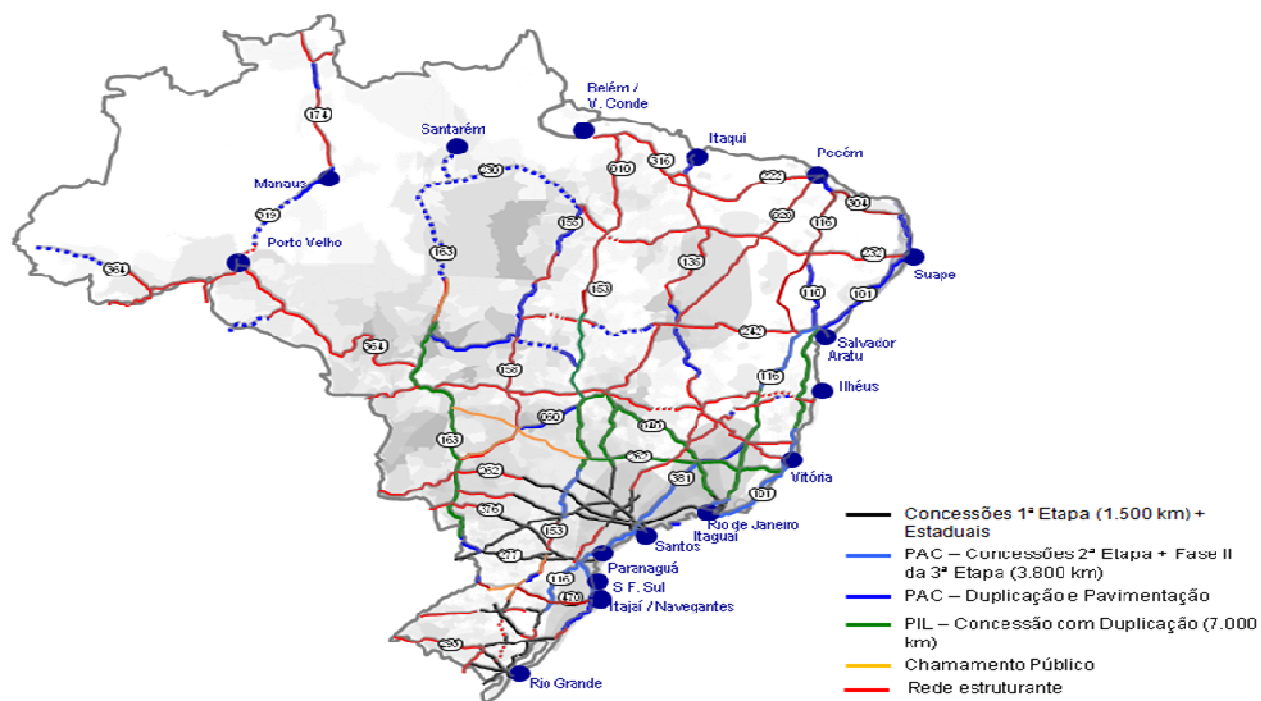 Belém /
V. Conde
Itaqui
Santarém
Pecém
174
316
010
230
222
Manaus
304
020
116
319
155
Porto Velho
163
232
135
364
Suape
153
110
101
242
Salvador
Aratu
364
158
116
Ilhéus
060
040
163
262
262
381
Vitória
101
376
Rio de Janeiro
Itaguaí
153
Santos
277
Paranaguá
116
S F. Sul
470
Itajaí / Navegantes
Rio Grande
Concessões 1ª Etapa (1.500 km) +
Estaduais
PAC – Concessões 2ª Etapa + Fase II
da 3ª Etapa (3.800 km)
PAC – Duplicação e Pavimentação
PIL – Concessão com Duplicação (7.000
km)
Chamamento Público
Rede estruturante